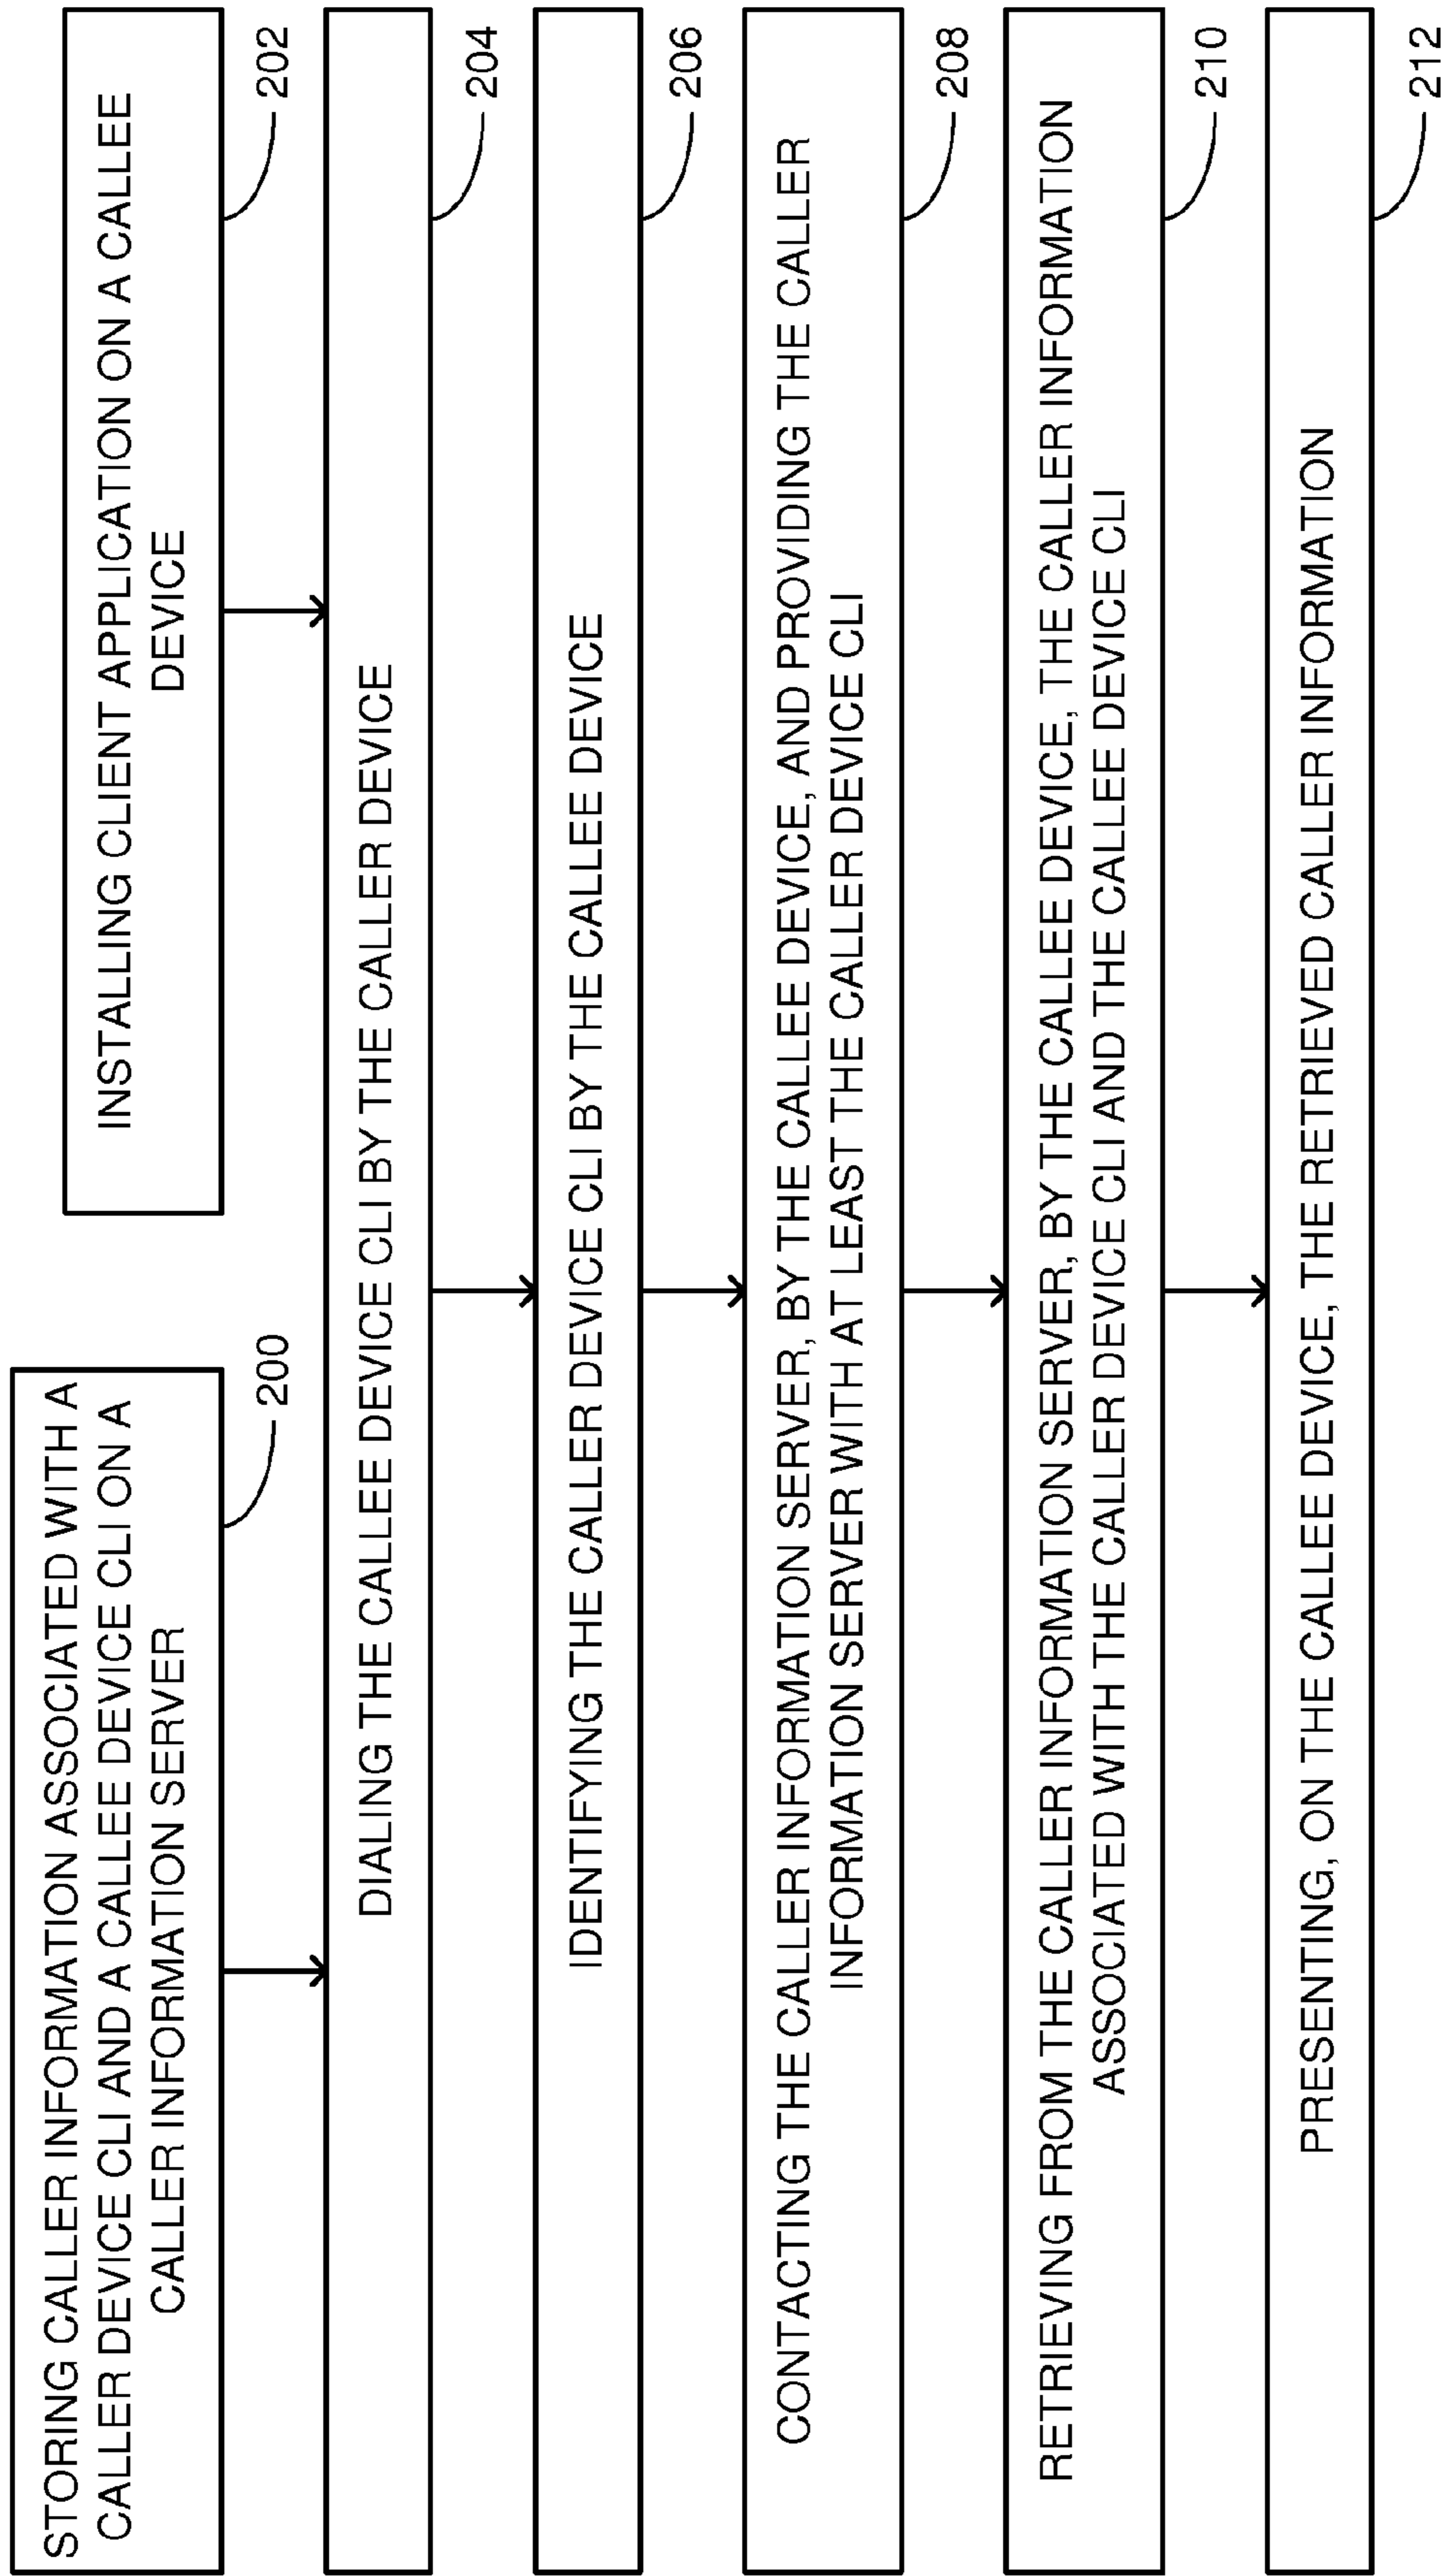 STORING CALLER INFORMATION ASSOCIATED WITH A
CALLER DEVICE CLI AND A CALLEE DEVICE CLI ON A
CALLER INFORMATION SERVER
200
INSTALLING CLIENT APPLICATION ON A CALLEE
DEVICE
202
DIALING THE CALLEE DEVICE CLI BY THE CALLER DEVICE
204
IDENTIFYING THE CALLER DEVICE CLI BY THE CALLEE DEVICE
206
CONTACTING THE CALLER INFORMATION SERVER, BY THE CALLEE DEVICE, AND PROVIDING THE CALLER
INFORMATION SERVER WITH AT LEAST THE CALLER DEVICE CLI
208
RETRIEVING FROM THE CALLER INFORMATION SERVER, BY THE CALLEE DEVICE, THE CALLER INFORMATION
ASSOCIATED WITH THE CALLER DEVICE CLI AND THE CALLEE DEVICE CLI
210
PRESENTING, ON THE CALLEE DEVICE, THE RETRIEVED CALLER INFORMATION
212